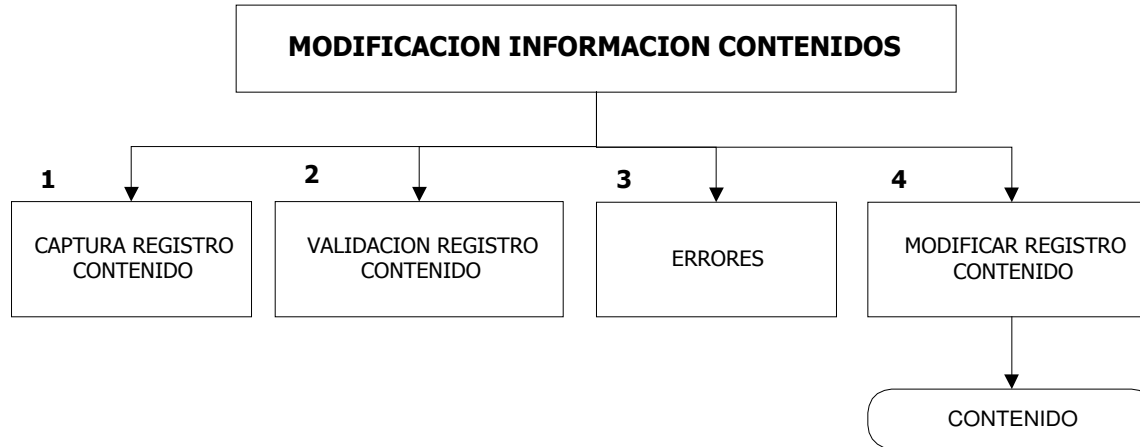 MODIFICACION INFORMACION CONTENIDOS
1
2
3
4
CAPTURA REGISTRO
CONTENIDO
VALIDACION REGISTRO
CONTENIDO
ERRORES
MODIFICAR REGISTRO
CONTENIDO
CONTENIDO